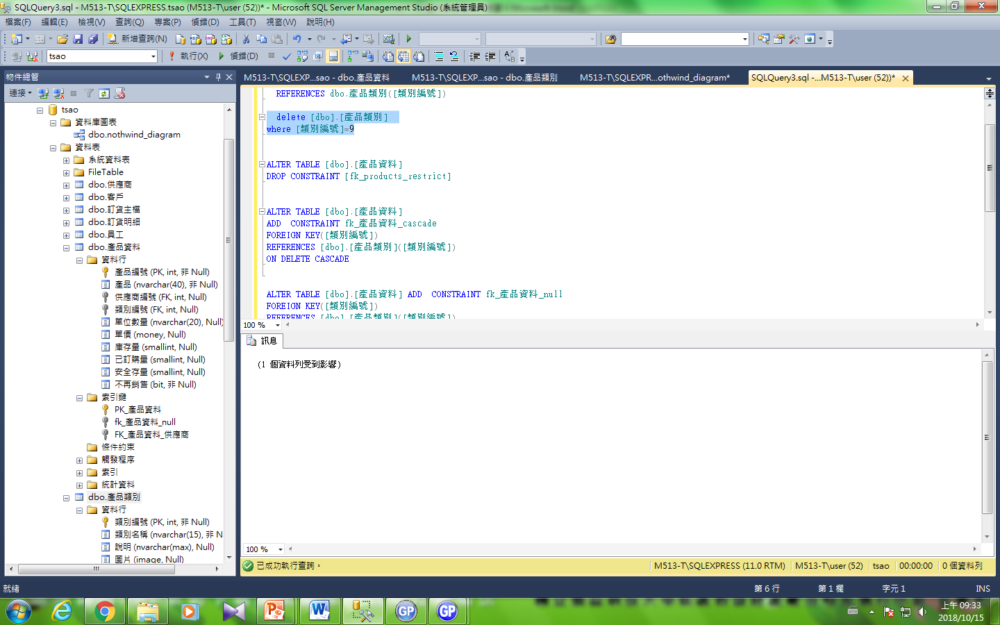 SQLQuery3.sql - M513-T\SQLEXPRESS.tsao (M513-T\user (52))* - Microsoft SQL Server Management Studio (系統管理員)
檔案(F) 編輯(E) 檢視(V) 查詢(Q) 專案(P) 偵錯(D) 工具(T) 視窗(W) 說明(H)
新增查詢(N)
tsao 執行(X) 偵錯(D)
物件總管
連接
tsao
資料庫圖表
dbo.nothwind_diagram
資料表
系統資料表
FileTable
dbo.供應商
dbo.客戶
dbo.訂貨主檔
dbo.訂貨明細
dbo.員工
dbo.產品資料
資料行
產品編號 (PK, int, 非 Null)
產品 (nvarchar(40), 非 Null)
供應商編號 (FK, int, Null)
類別編號 (FK, int, Null)
單位數量 (nvarchar(20), Null)
單價 (money, Null)
庫存量 (smallint, Null)
已訂購量 (smallint, Null)
安全存量 (smallint, Null)
不再銷售 (bit, 非 Null)
索引鍵
PK_產品資料
fk_產品資料_null
FK_產品資料_供應商
條件約束
觸發程序
索引
統計資料
dbo.產品類別
資料行
類別編號 (PK, int, 非 Null)
類別名稱 (nvarchar(15), 非 N
說明 (nvarchar(max), Null)
圖片 (image, Null)
M513-T\SQLEXP...sao - dbo.產品資料 M513-T\SQLEXP...sao - dbo.產品類別 M513-T\SQLEXPR...othwind_diagram* SQLQuery3.sql -...M513-T\user (52))*
REFERENCES dbo.產品類別([類別編號])
delete [dbo].[產品類別]
where [類別編號]=9
ALTER TABLE [dbo].[產品資料]
DROP CONSTRAINT [fk_products_restrict]
ALTER TABLE [dbo].[產品資料]
ADD  CONSTRAINT fk_產品資料_cascade
FOREIGN KEY([類別編號])
REFERENCES [dbo].[產品類別]([類別編號])
ON DELETE CASCADE
ALTER TABLE [dbo].[產品資料] ADD  CONSTRAINT fk_產品資料_null
FOREIGN KEY([類別編號])
REFERENCES [dbo].[產品類別]([類別編號])
100 %
訊息
(1 個資料列受到影響)
100 %
已成功執行查詢。 M513-T\SQLEXPRESS (11.0 RTM) M513-T\user (52) tsao 00:00:00 0 個資料列
就緒 第 6 行 第 1 欄 字元 1 INS
上午 09:33
2018/10/15